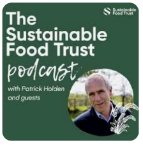 Sustainable
Food Trust
The
Sustainable
Food Trust
podcast
with Patrick Holden
and guests